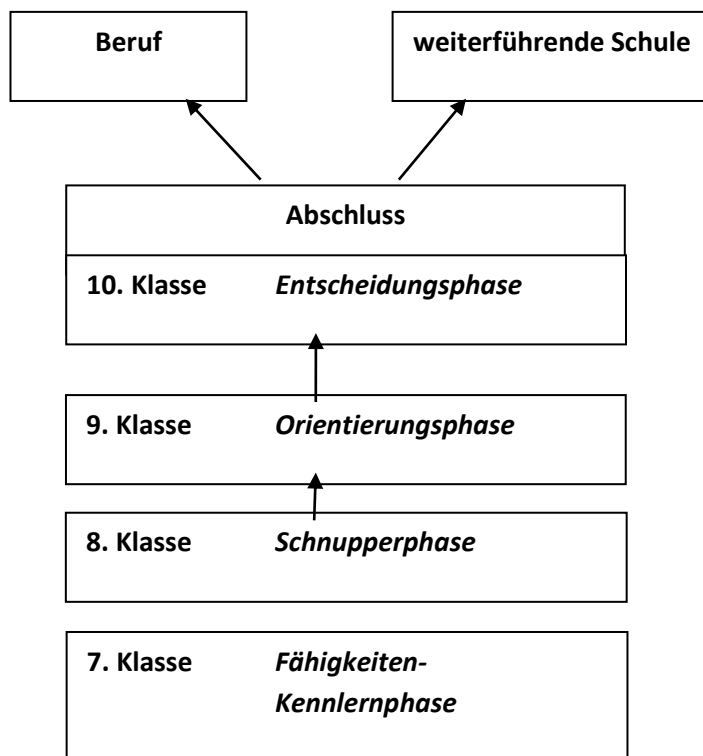 Beruf
weiterführende Schule
Abschluss
10. Klasse Entscheidungsphase
9. Klasse Orientierungsphase
8. Klasse Schnupperphase
7. Klasse Fähigkeiten-
Kennlernphase